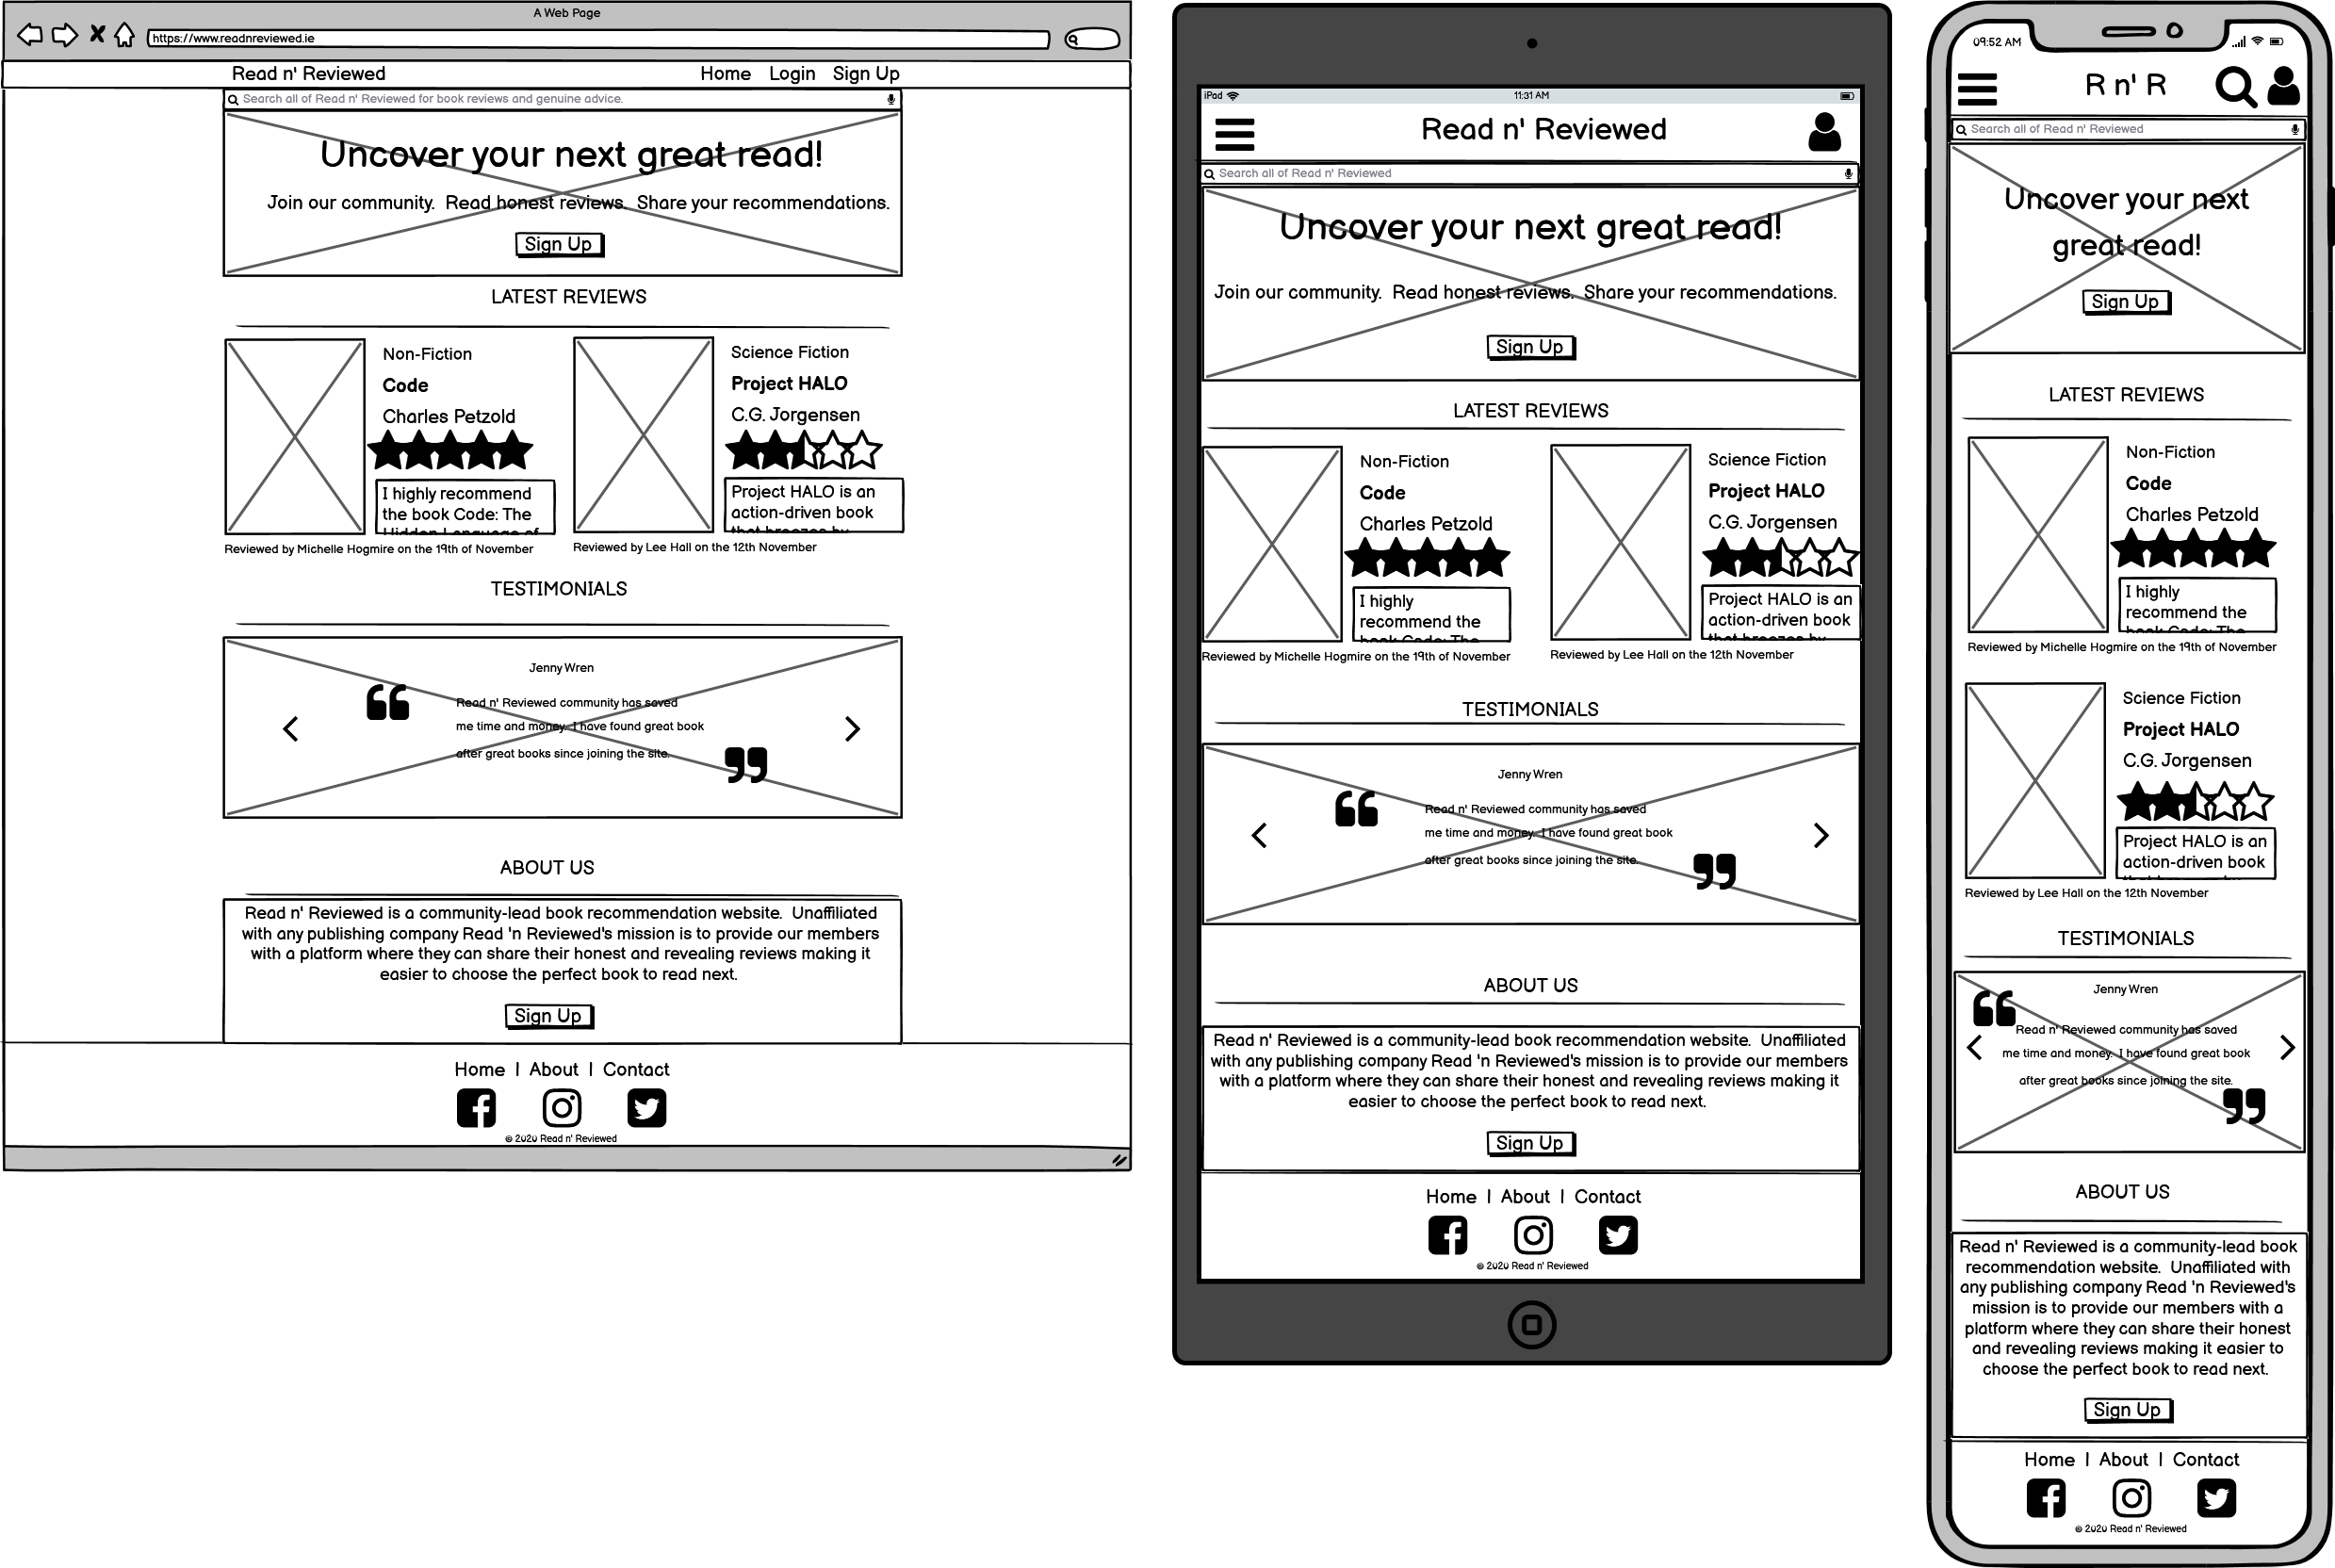 A Web Page
https://www.readnreviewed.ie
Read n' Reviewed Home Login Sign Up
Search all of Read n' Reviewed for book reviews and genuine advice.
Uncover your next great read!
Join our community. Read honest reviews. Share your recommendations.
Sign Up
LATEST REVIEWS
Non-Fiction
Code
Charles Petzold
I highly recommend
the book Code: The
Hidden Language of
Reviewed by Michelle Hogmire on the 19th of November
Science Fiction
Project HALO
C.G. Jorgensen
Project HALO is an
action-driven book
that breezes by
Reviewed by Lee Hall on the 12th November
TESTIMONIALS
Jenny Wren
Read n' Reviewed community has saved
me time and money. I have found great book
after great books since joining the site.
ABOUT US
Read n' Reviewed is a community-lead book recommendation website. Unaffiliated
with any publishing company Read 'n Reviewed's mission is to provide our members
with a platform where they can share their honest and revealing reviews making it
easier to choose the perfect book to read next.
Sign Up
Home | About | Contact
© 2020 Read n' Reviewed
iPad 11:31 AM
Read n' Reviewed
Search all of Read n' Reviewed
Uncover your next great read!
Join our community. Read honest reviews. Share your recommendations.
Sign Up
LATEST REVIEWS
Non-Fiction
Code
Charles Petzold
I highly
recommend the
book Code: The
Reviewed by Michelle Hogmire on the 19th of November
Science Fiction
Project HALO
C.G. Jorgensen
Project HALO is an
action-driven book
that breezes by
Reviewed by Lee Hall on the 12th November
TESTIMONIALS
Jenny Wren
Read n' Reviewed community has saved
me time and money. I have found great book
after great books since joining the site.
ABOUT US
Read n' Reviewed is a community-lead book recommendation website. Unaffiliated
with any publishing company Read 'n Reviewed's mission is to provide our members
with a platform where they can share their honest and revealing reviews making it
easier to choose the perfect book to read next.
Sign Up
Home | About | Contact
© 2020 Read n' Reviewed
09:52 AM
R n' R
Search all of Read n' Reviewed
Uncover your next
great read!
Sign Up
LATEST REVIEWS
Non-Fiction
Code
Charles Petzold
I highly
recommend the
book Code: The
Reviewed by Michelle Hogmire on the 19th of November
Science Fiction
Project HALO
C.G. Jorgensen
Project HALO is an
action-driven book
Reviewed by Lee Hall on the 12th November
TESTIMONIALS
Jenny Wren
Read n' Reviewed community has saved
me time and money. I have found great book
after great books since joining the site.
ABOUT US
Read n' Reviewed is a community-lead book
recommendation website. Unaffiliated with
any publishing company Read 'n Reviewed's
mission is to provide our members with a
platform where they can share their honest
and revealing reviews making it easier to
choose the perfect book to read next.
Sign Up
Home | About | Contact
© 2020 Read n' Reviewed